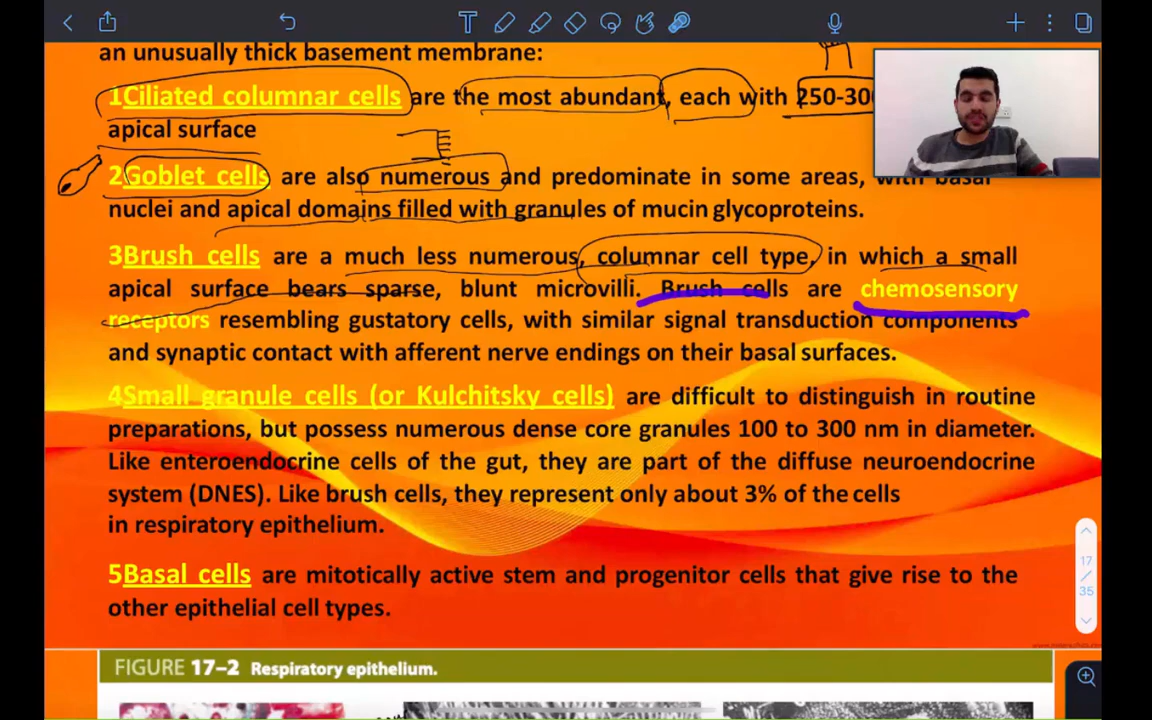 an unusually thick basement membrane:
1Ciliated columnar cells are the most abundant, each with 250-30
apical surface
2Goblet cells are also numerous and predominate in some areas, with basal
nuclei and apical domains filled with granules of mucin glycoproteins.
3Brush cells are a much less numerous, columnar cell type, in which a small
apical surface bears sparse, blunt microvilli. Brush cells are chemosensory
receptors resembling gustatory cells, with similar signal transduction components
and synaptic contact with afferent nerve endings on their basal surfaces.
4Small granule cells (or Kulchitsky cells) are difficult to distinguish in routine
preparations, but possess numerous dense core granules 100 to 300 nm in diameter.
Like enteroendocrine cells of the gut, they are part of the diffuse neuroendocrine
system (DNES). Like brush cells, they represent only about 3% of the cells
in respiratory epithelium.
5Basal cells are mitotically active stem and progenitor cells that give rise to the
other epithelial cell types.
17
/
35
FIGURE 17–2 Respiratory epithelium.